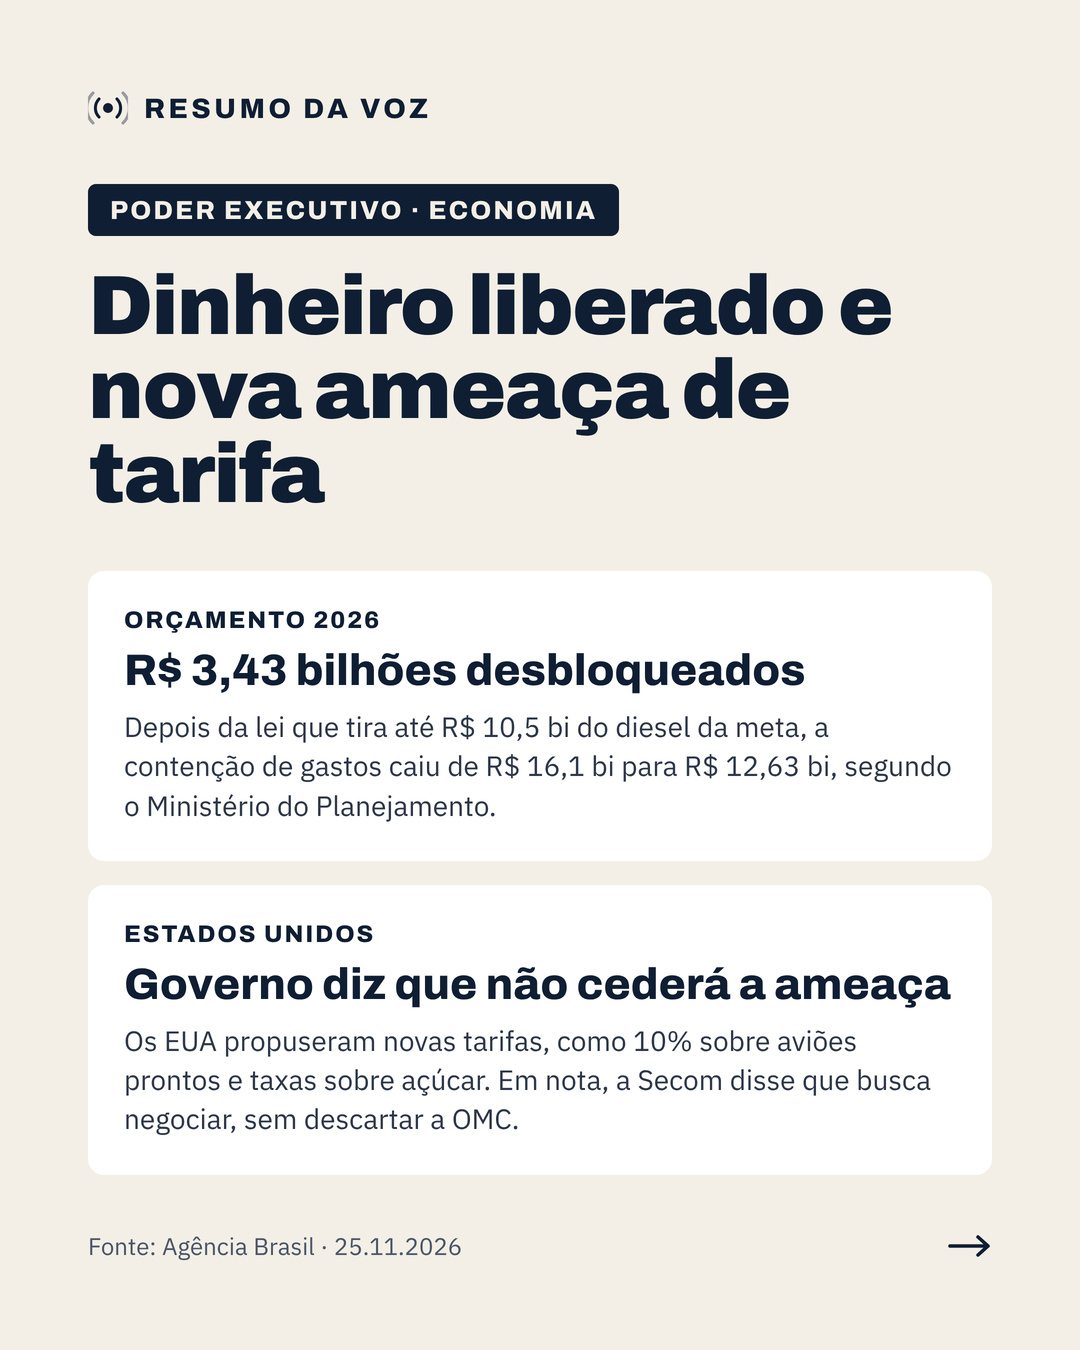 RESUMO DA VOZ
PODER EXECUTIVO · ECONOMIA
Dinheiro liberado e
nova ameaça de
tarifa
ORÇAMENTO 2026
R$ 3,43 bilhões desbloqueados
Depois da lei que tira até R$ 10,5 bi do diesel da meta, a
contenção de gastos caiu de R$ 16,1 bi para R$ 12,63 bi, segundo
o Ministério do Planejamento.
ESTADOS UNIDOS
Governo diz que não cederá a ameaça
Os EUA propuseram novas tarifas, como 10% sobre aviões
prontos e taxas sobre açúcar. Em nota, a Secom disse que busca
negociar, sem descartar a OMC.
Fonte: Agência Brasil · 25.11.2026